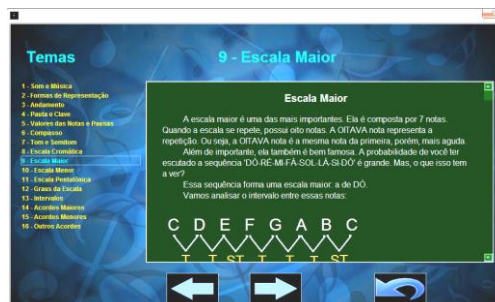 Temas
9 - Escala Maior
1 - Som e Música
2 - Formas de Representação
3 - Andamento
4 - Pauta e Clave
5 - Valores das Notas e Pausas
6 - Compasso
7 - Tom e Semitom
8 - Escala Cromática
9 - Escala Maior
10 - Escala Menor
11 - Escala Pentatônica
12 - Graus da Escala
13 - Intervalos
14 - Acordes Maiores
15 - Acordes Menores
16 - Outros Acordes
Escala Maior
A escala maior é uma das mais importantes. Ela é composta por 7 notas.
Quando a escala se repete, possui oito notas. A OITAVA nota representa a
repetição. Ou seja, a OITAVA nota é a mesma nota da primeira, porém, mais aguda.
Além de importante, ela também é bem famosa. A probabilidade de você ter
escutado a sequência 'DÓ-RÉ-MI-FÁ-SOL-LÁ-SI-DÓ' é grande. Mas, o que isso tem
a ver?
Essa sequência forma uma escala maior: a de DÓ.
Vamos analisar o intervalo entre essas notas:
C D E F G A B C
T T ST T T T ST